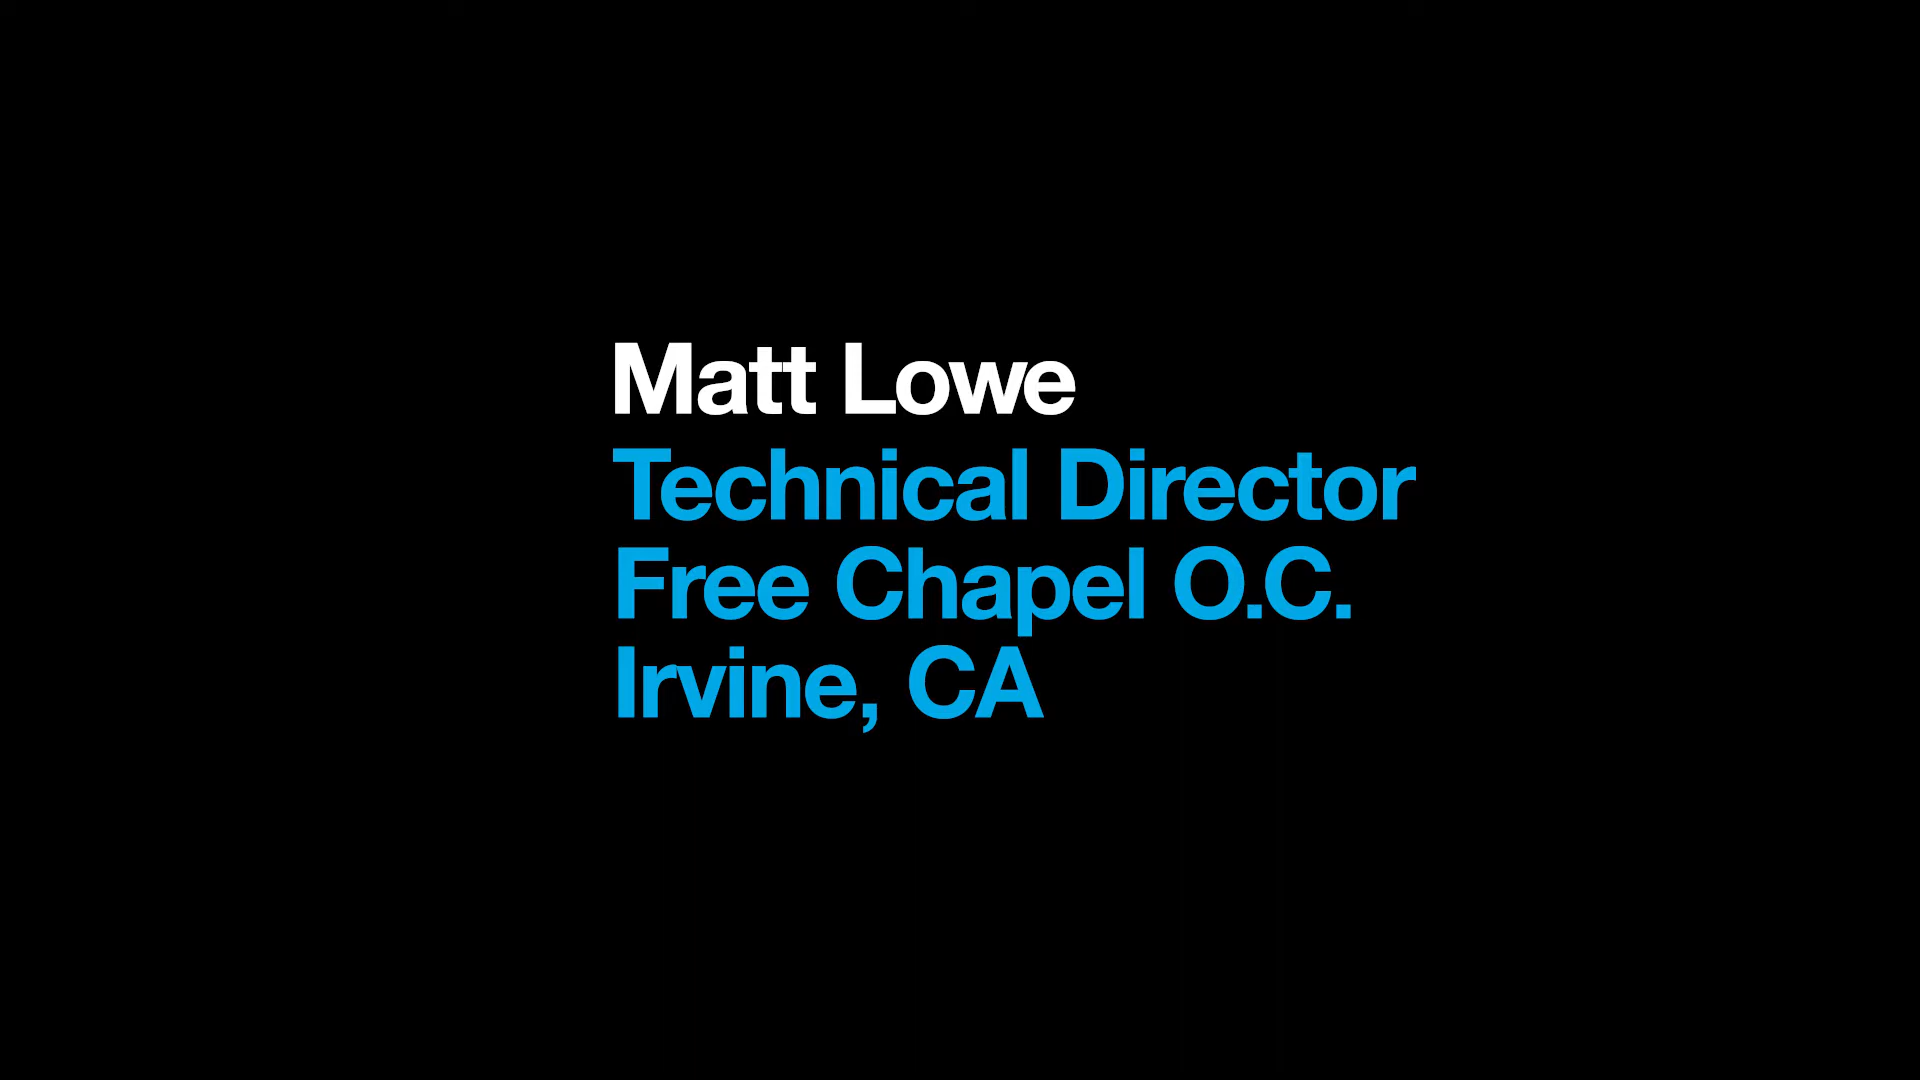 Matt Lowe
Technical Director
Free Chapel O.C.
Irvine, CA